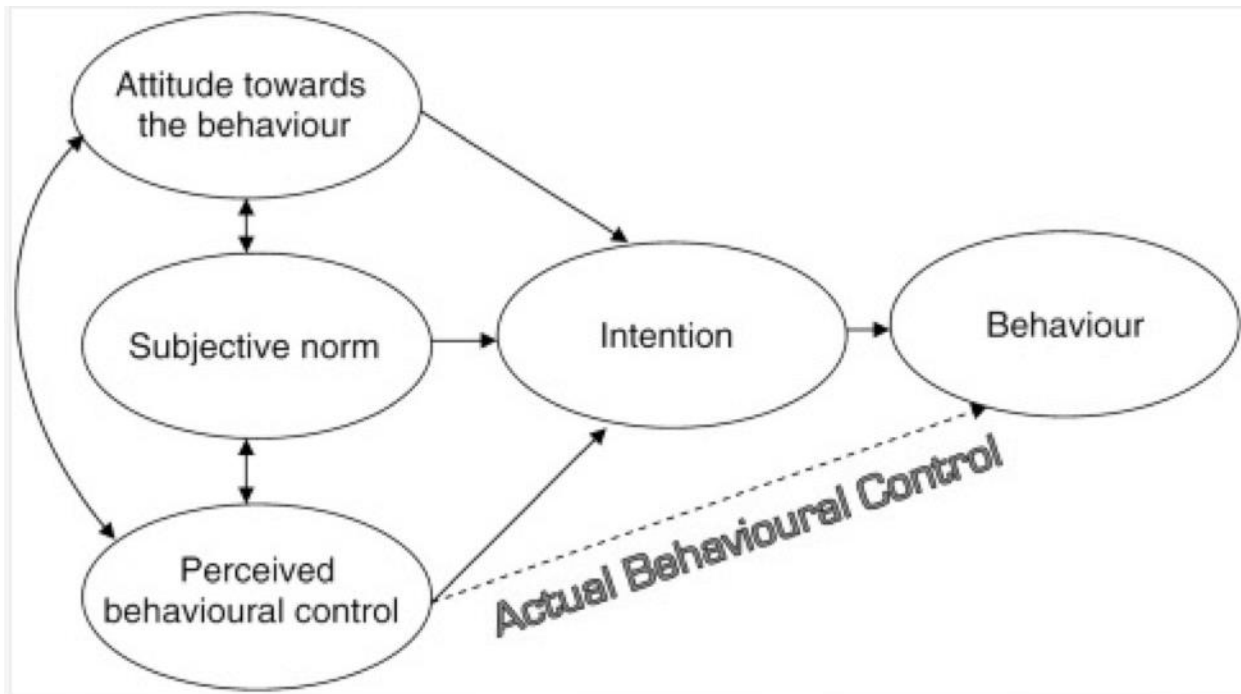 Attitude towards
the behaviour
Subjective norm
Intention
Behaviour
Perceived
behavioural control
Actual Behavioural Control